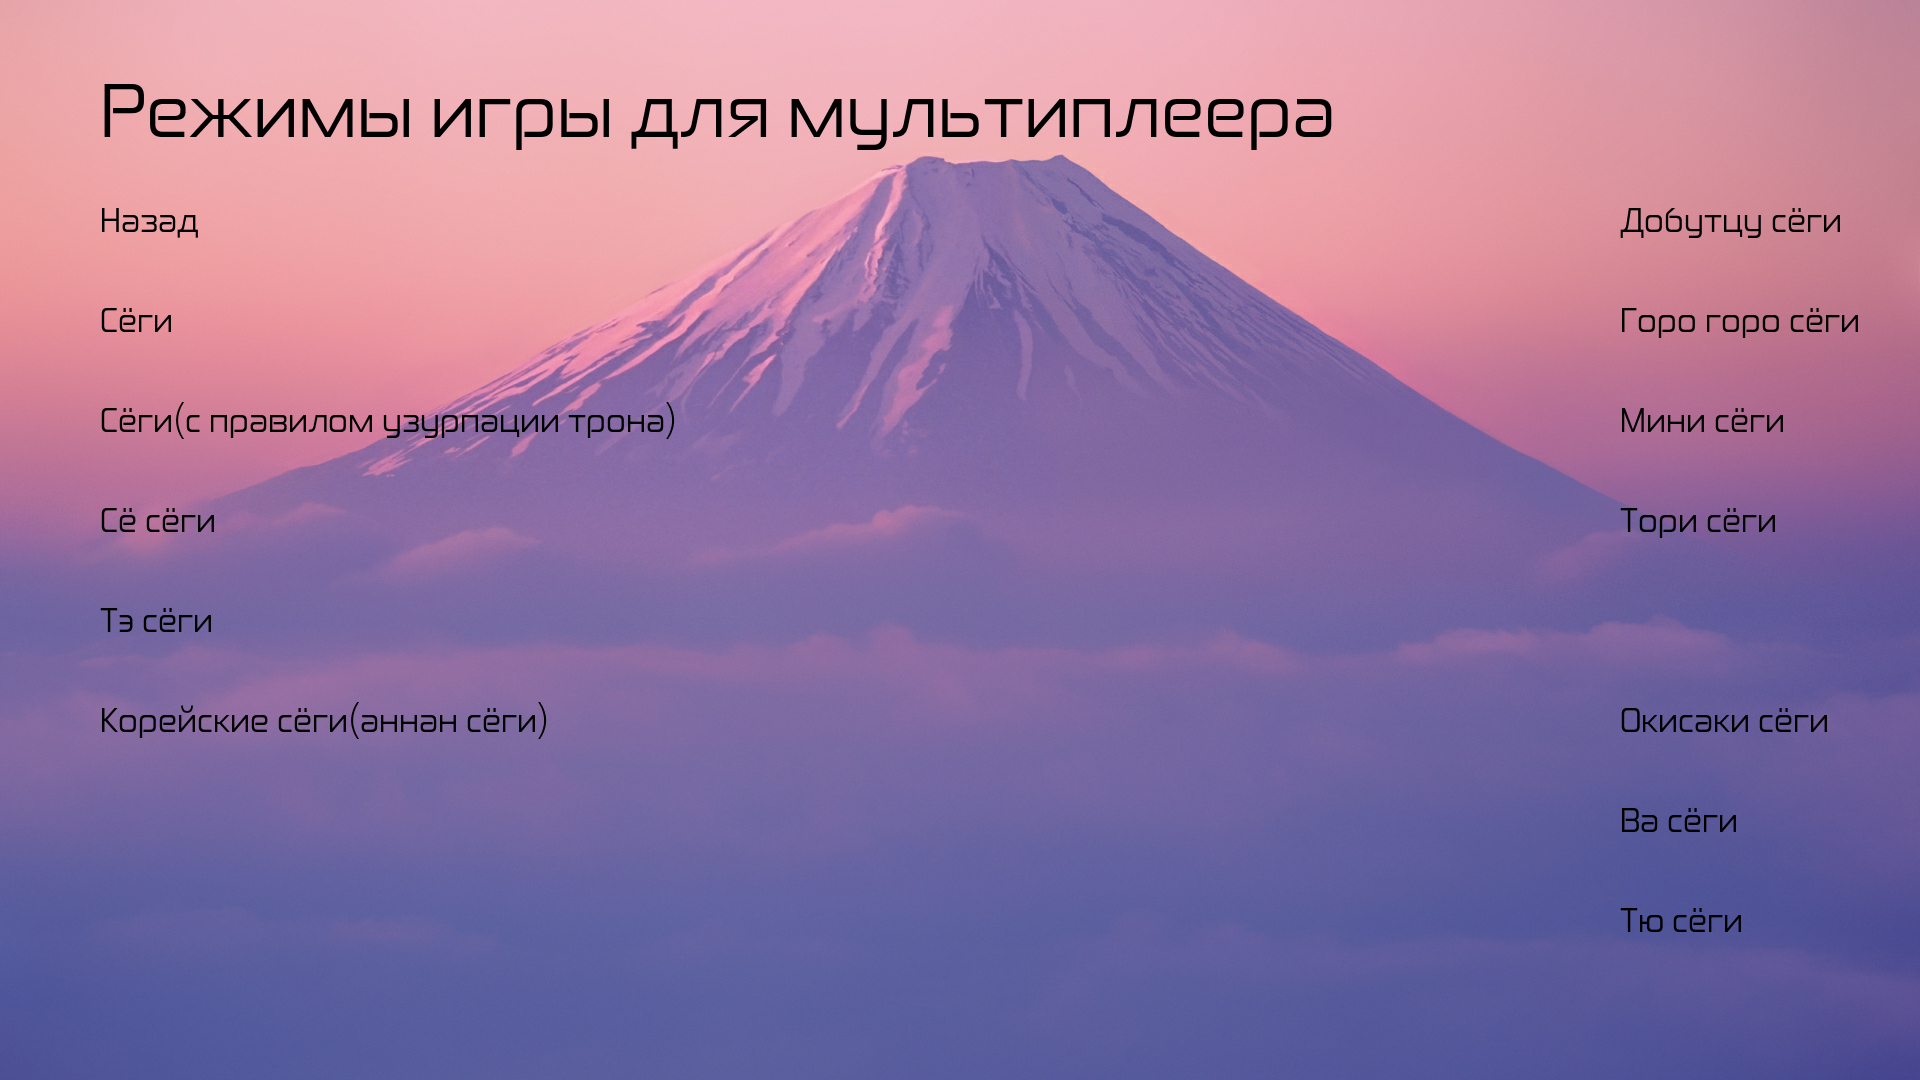 Режимы игры для мультиплеера
Назад
Сёги
Сёги(с правилом узурпации трона)
Сё сёги
Тэ сёги
Корейские сёги(аннан сёги)
Добутцу сёги
Горо горо сёги
Мини сёги
Тори сёги
Окисаки сёги
Ва сёги
Тю сёги